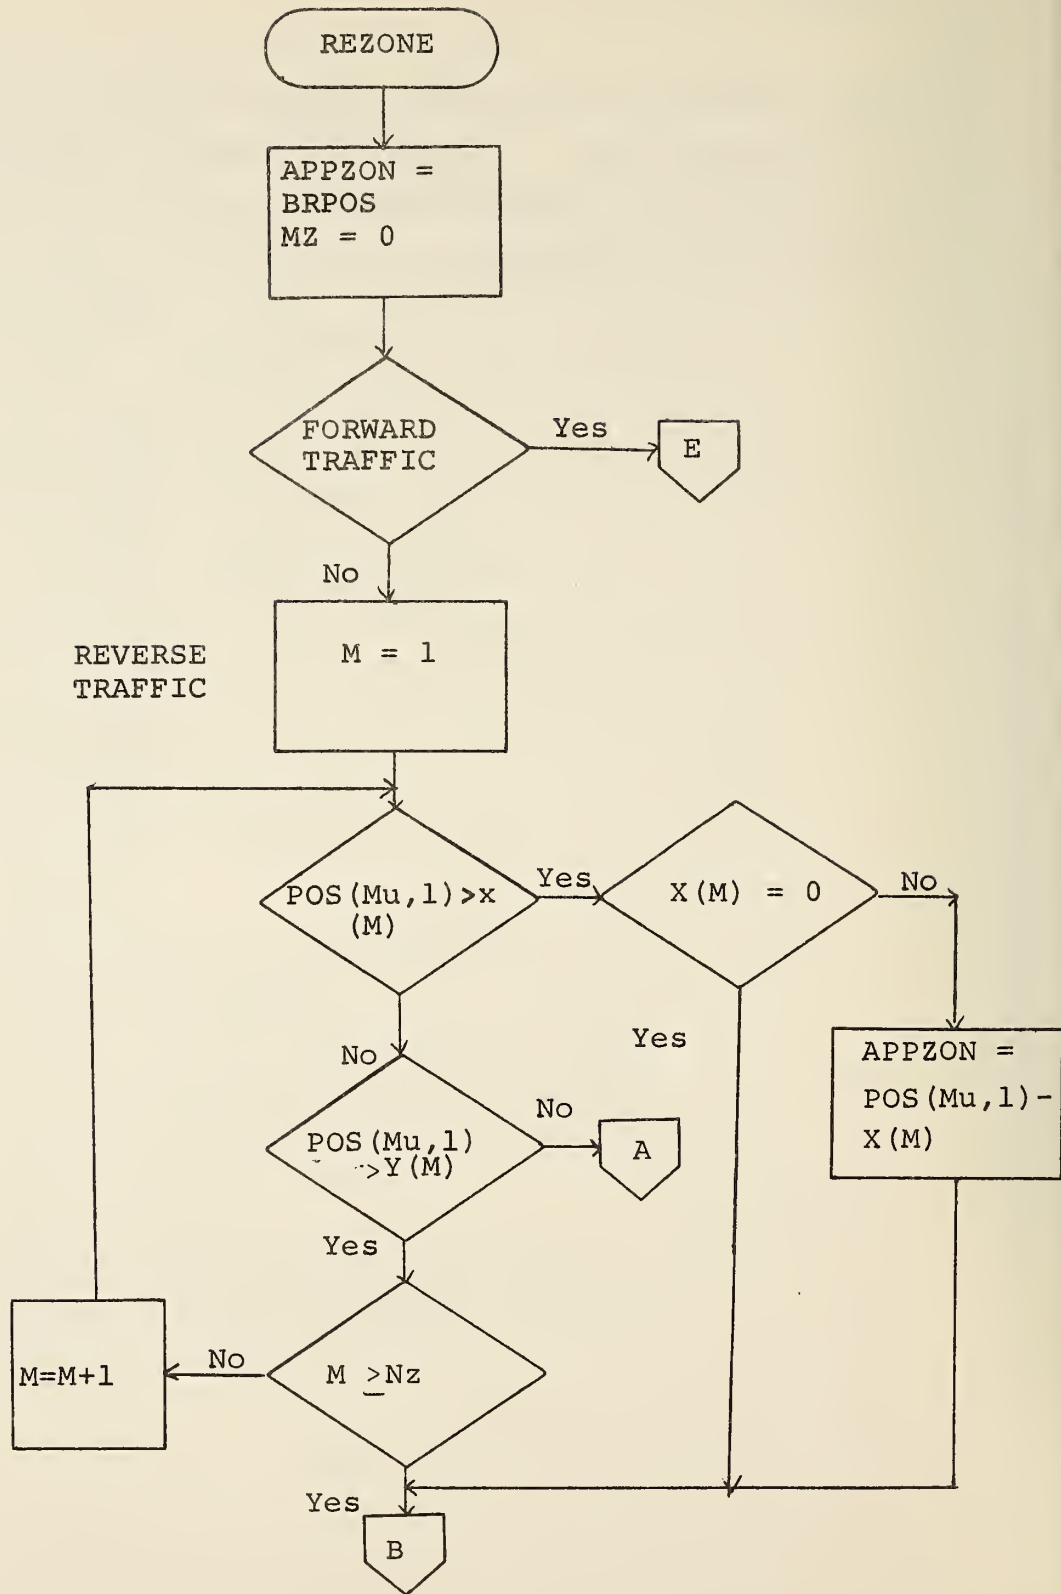 REZONE
APPZON =
BRPOS
MZ = 0
FORWARD
TRAFFIC
Yes
E
No
REVERSE
TRAFFIC
M = 1
POS(Mu,1)>x
(M)
Yes
X(M) = 0
No
No
Yes
APPZON =
POS(Mu,1)-
X(M)
POS(Mu,1)
>Y(M)
No
A
Yes
M ≥Nz
No
M=M+1
Yes
B